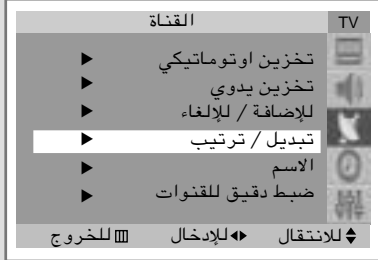 TV القناة
تخزين اوتوماتيكي
تخزين يدوي
للإضافة / للإلغاء
تبديل / ترتيب
الاسم
ضبط دقيق للقنوات
للانتقال للإدخال للخروج